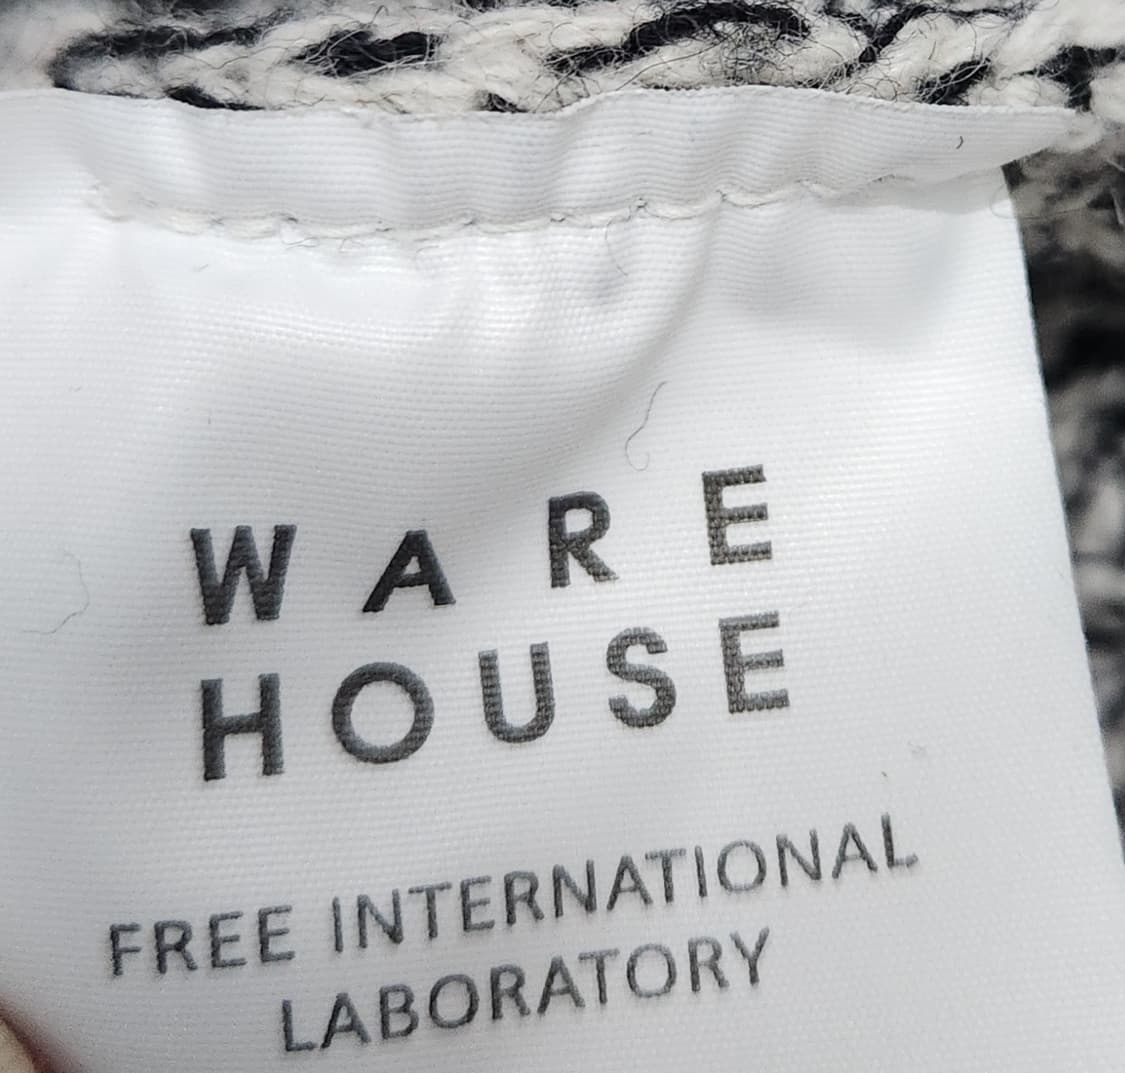 WARE
HOUSE
FREE INTERNATIONAL
LABORATORY